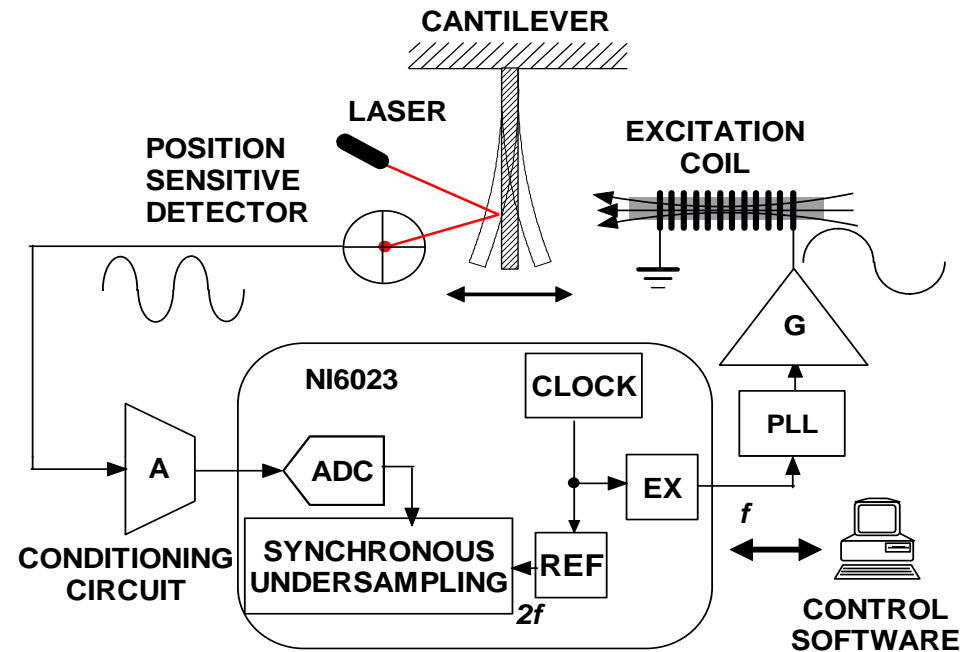 CANTILEVER
LASER
EXCITATION
COIL
POSITION
SENSITIVE
DETECTOR
G
NI6023
CLOCK
PLL
A
ADC
EX
f
SYNCHRONOUS
UNDERSAMPLING
REF
2f
CONDITIONING
CIRCUIT
CONTROL
SOFTWARE